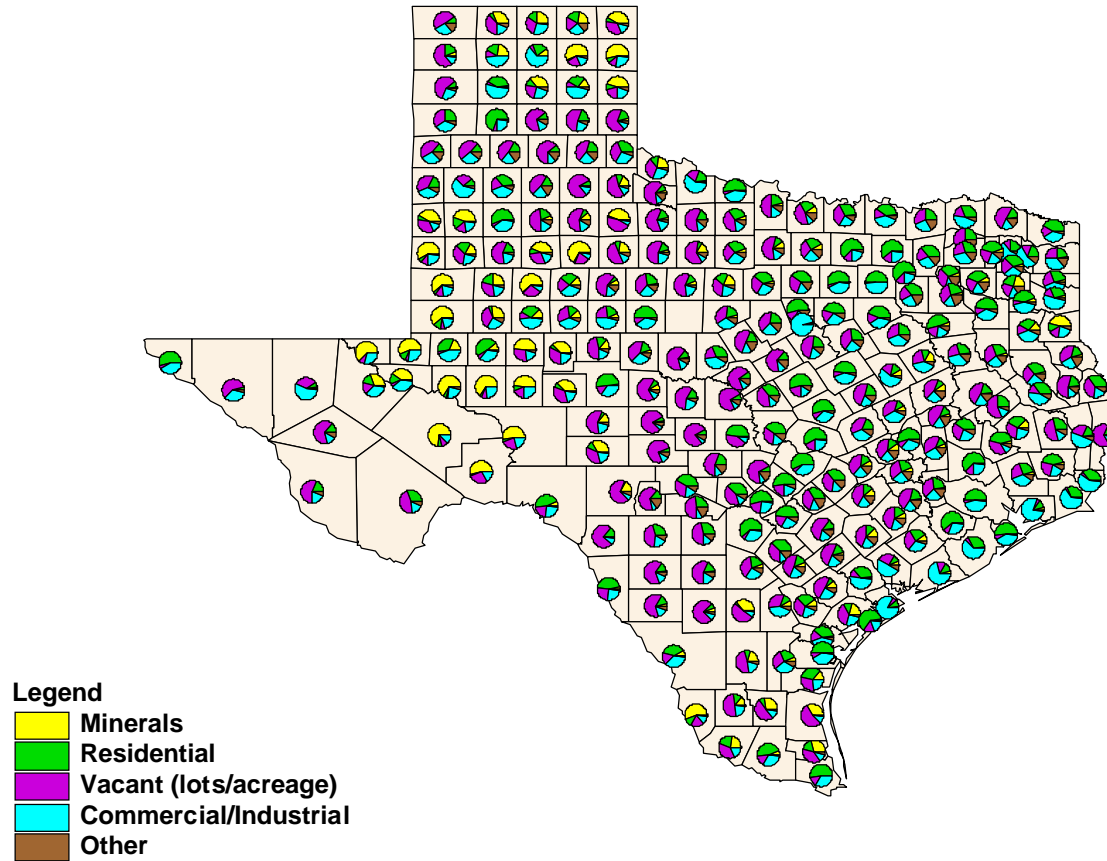 Legend
Minerals
Residential
Vacant (lots/acreage)
Commercial/Industrial
Other